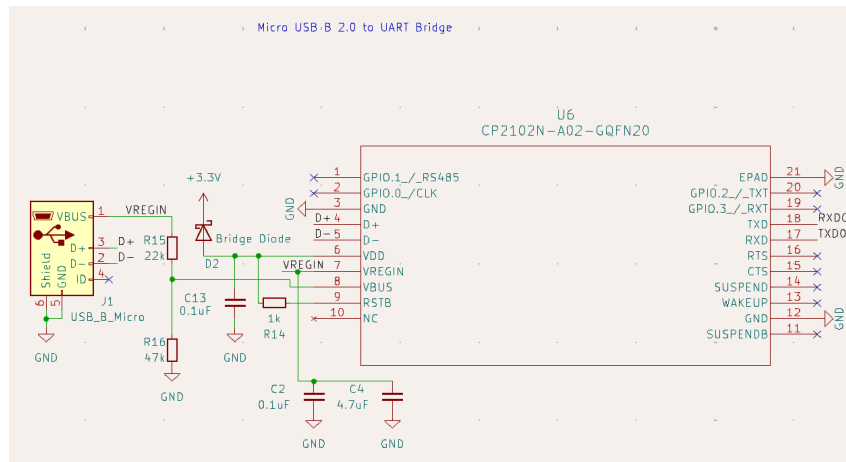 Micro USB-B 2.0 to UART Bridge
U6
CP2102N-A02-GQFN20
+3.3V
GND
1 GPIO.1_/_RS485
2 GPIO.0_/CLK
3 GND
D+ 4 D+
D- 5 D-
6 VDD
VREGIN 7 VREGIN
8 VBUS
9 RSTB
10 NC
EPAD 21 GND
GPIO.2_/_TXT 20
GPIO.3_/_RXT 19
TXD 18 RXD0
RXD 17 TXD0
RTS 16
CTS 15
SUSPEND 14
WAKEUP 13
GND 12 GND
SUSPENDB 11
VBUS 1 VREGIN
D+ 3 D+
D- 2 D-
ID 4
Shield
GND
6
5
J1
USB_B_Micro
GND
R15
22k
Bridge Diode
D2
C13
0.1uF
GND
1k
R14
R16
47k
GND
C2
0.1uF
GND
C4
4.7uF
GND